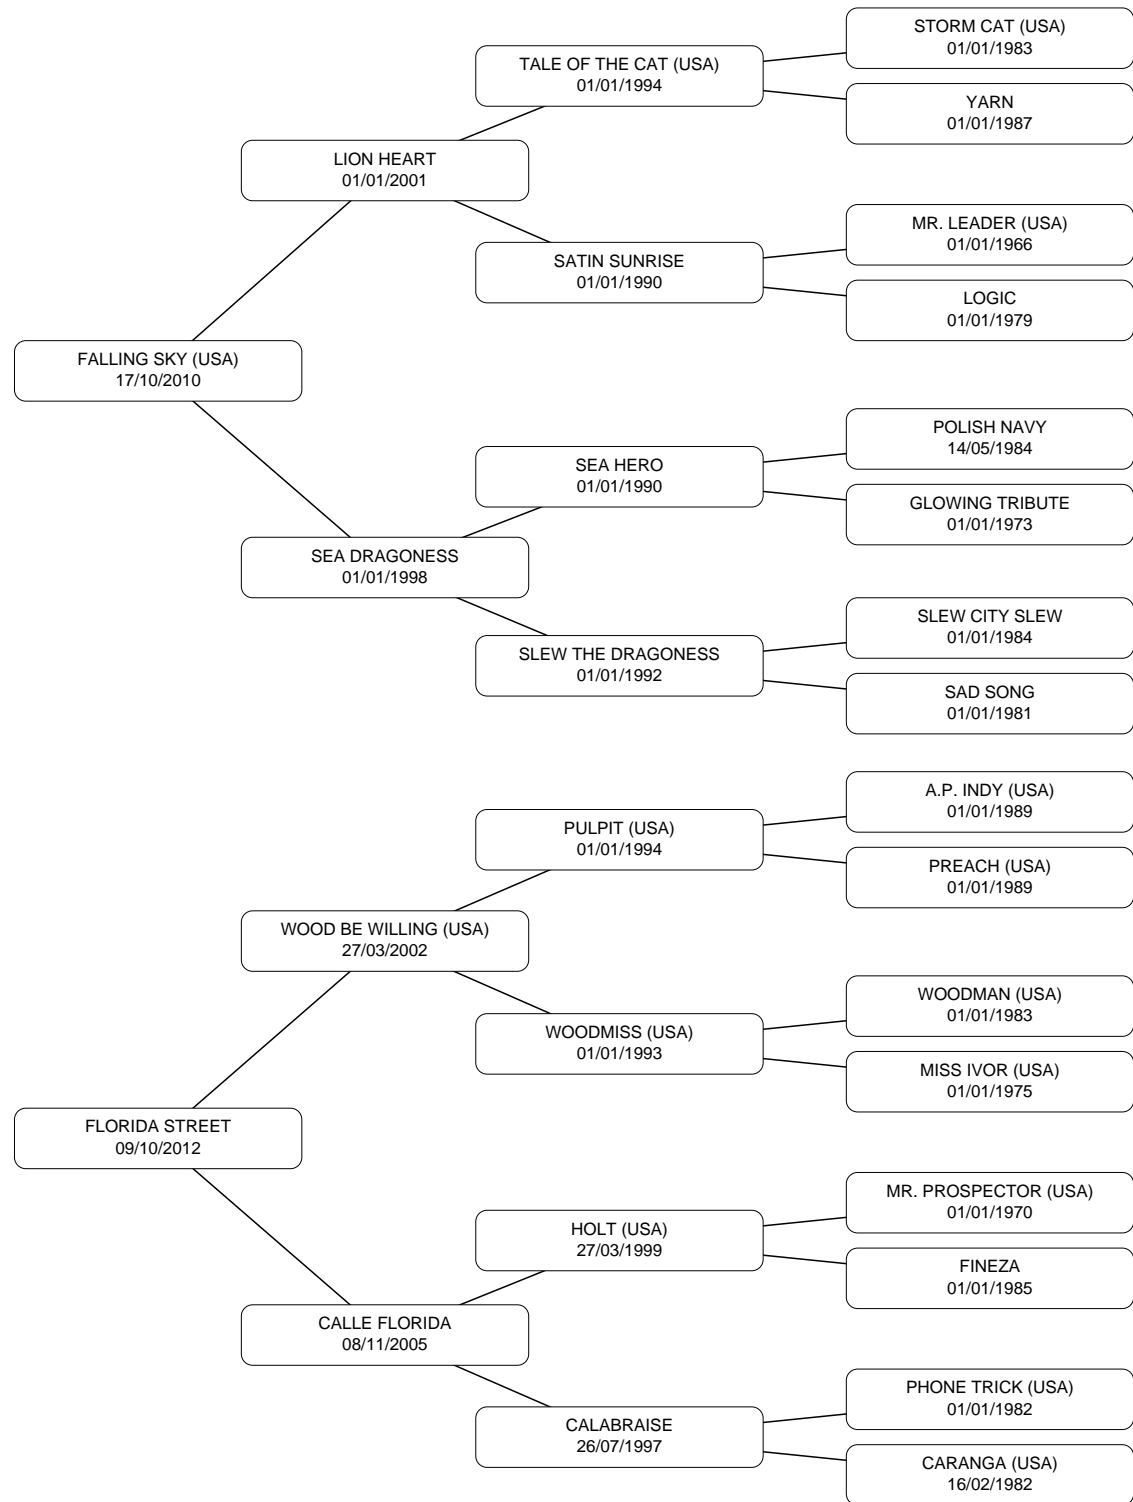 STORM CAT (USA)
01/01/1983
TALE OF THE CAT (USA)
01/01/1994
YARN
01/01/1987
LION HEART
01/01/2001
MR. LEADER (USA)
01/01/1966
SATIN SUNRISE
01/01/1990
LOGIC
01/01/1979
FALLING SKY (USA)
17/10/2010
POLISH NAVY
14/05/1984
SEA HERO
01/01/1990
GLOWING TRIBUTE
01/01/1973
SEA DRAGONESS
01/01/1998
SLEW CITY SLEW
01/01/1984
SLEW THE DRAGONESS
01/01/1992
SAD SONG
01/01/1981
A.P. INDY (USA)
01/01/1989
PULPIT (USA)
01/01/1994
PREACH (USA)
01/01/1989
WOOD BE WILLING (USA)
27/03/2002
WOODMAN (USA)
01/01/1983
WOODMISS (USA)
01/01/1993
MISS IVOR (USA)
01/01/1975
FLORIDA STREET
09/10/2012
MR. PROSPECTOR (USA)
01/01/1970
HOLT (USA)
27/03/1999
FINEZA
01/01/1985
CALLE FLORIDA
08/11/2005
PHONE TRICK (USA)
01/01/1982
CALABRAISE
26/07/1997
CARANGA (USA)
16/02/1982